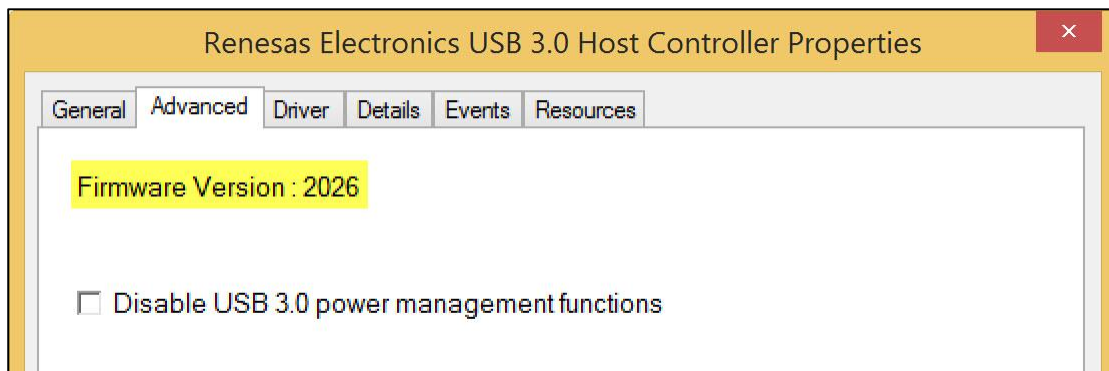 Renesas Electronics USB 3.0 Host Controller Properties
General Advanced Driver Details Events Resources
Firmware Version : 2026
Disable USB 3.0 power management functions